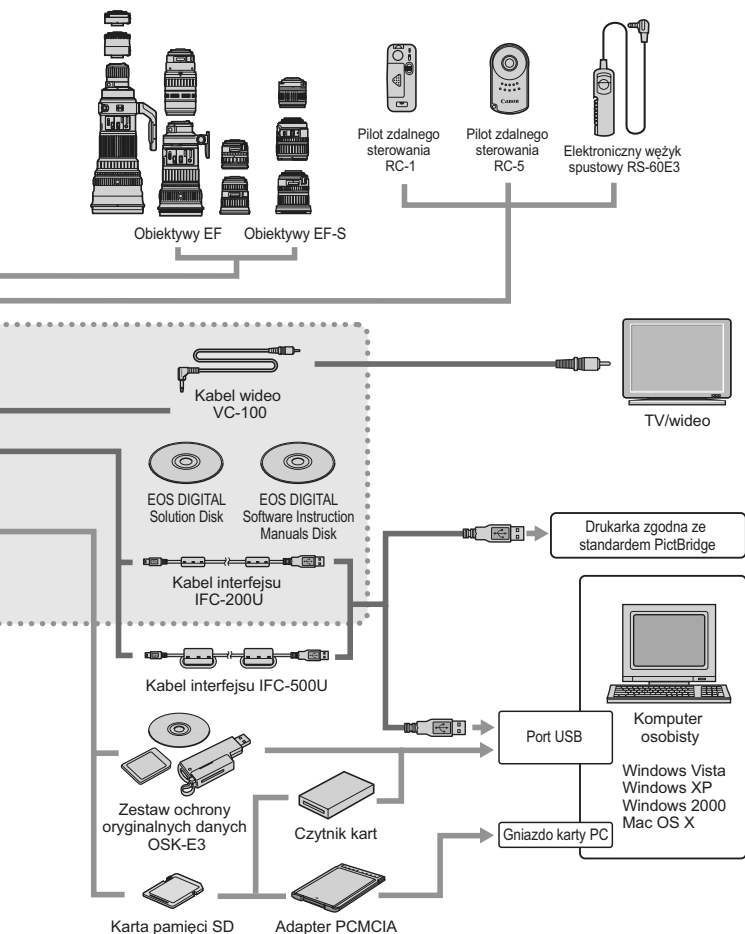 Canon
Pilot zdalnego
sterowania
RC-1
Pilot zdalnego
sterowania
RC-5
Elektroniczny wężyk
spustowy RS-60E3
Obiektywy EF
Obiektywy EF-S
Kabel wideo
VC-100
TV/wideo
EOS DIGITAL
Solution Disk
EOS DIGITAL
Software Instruction
Manuals Disk
Drukarka zgodna ze
standardem PictBridge
Kabel interfejsu
IFC-200U
Kabel interfejsu IFC-500U
Port USB
Komputer
osobisty
Windows Vista
Windows XP
Windows 2000
Mac OS X
Zestaw ochrony
oryginalnych danych
OSK-E3
Czytnik kart
Gniazdo karty PC
Karta pamięci SD
Adapter PCMCIA